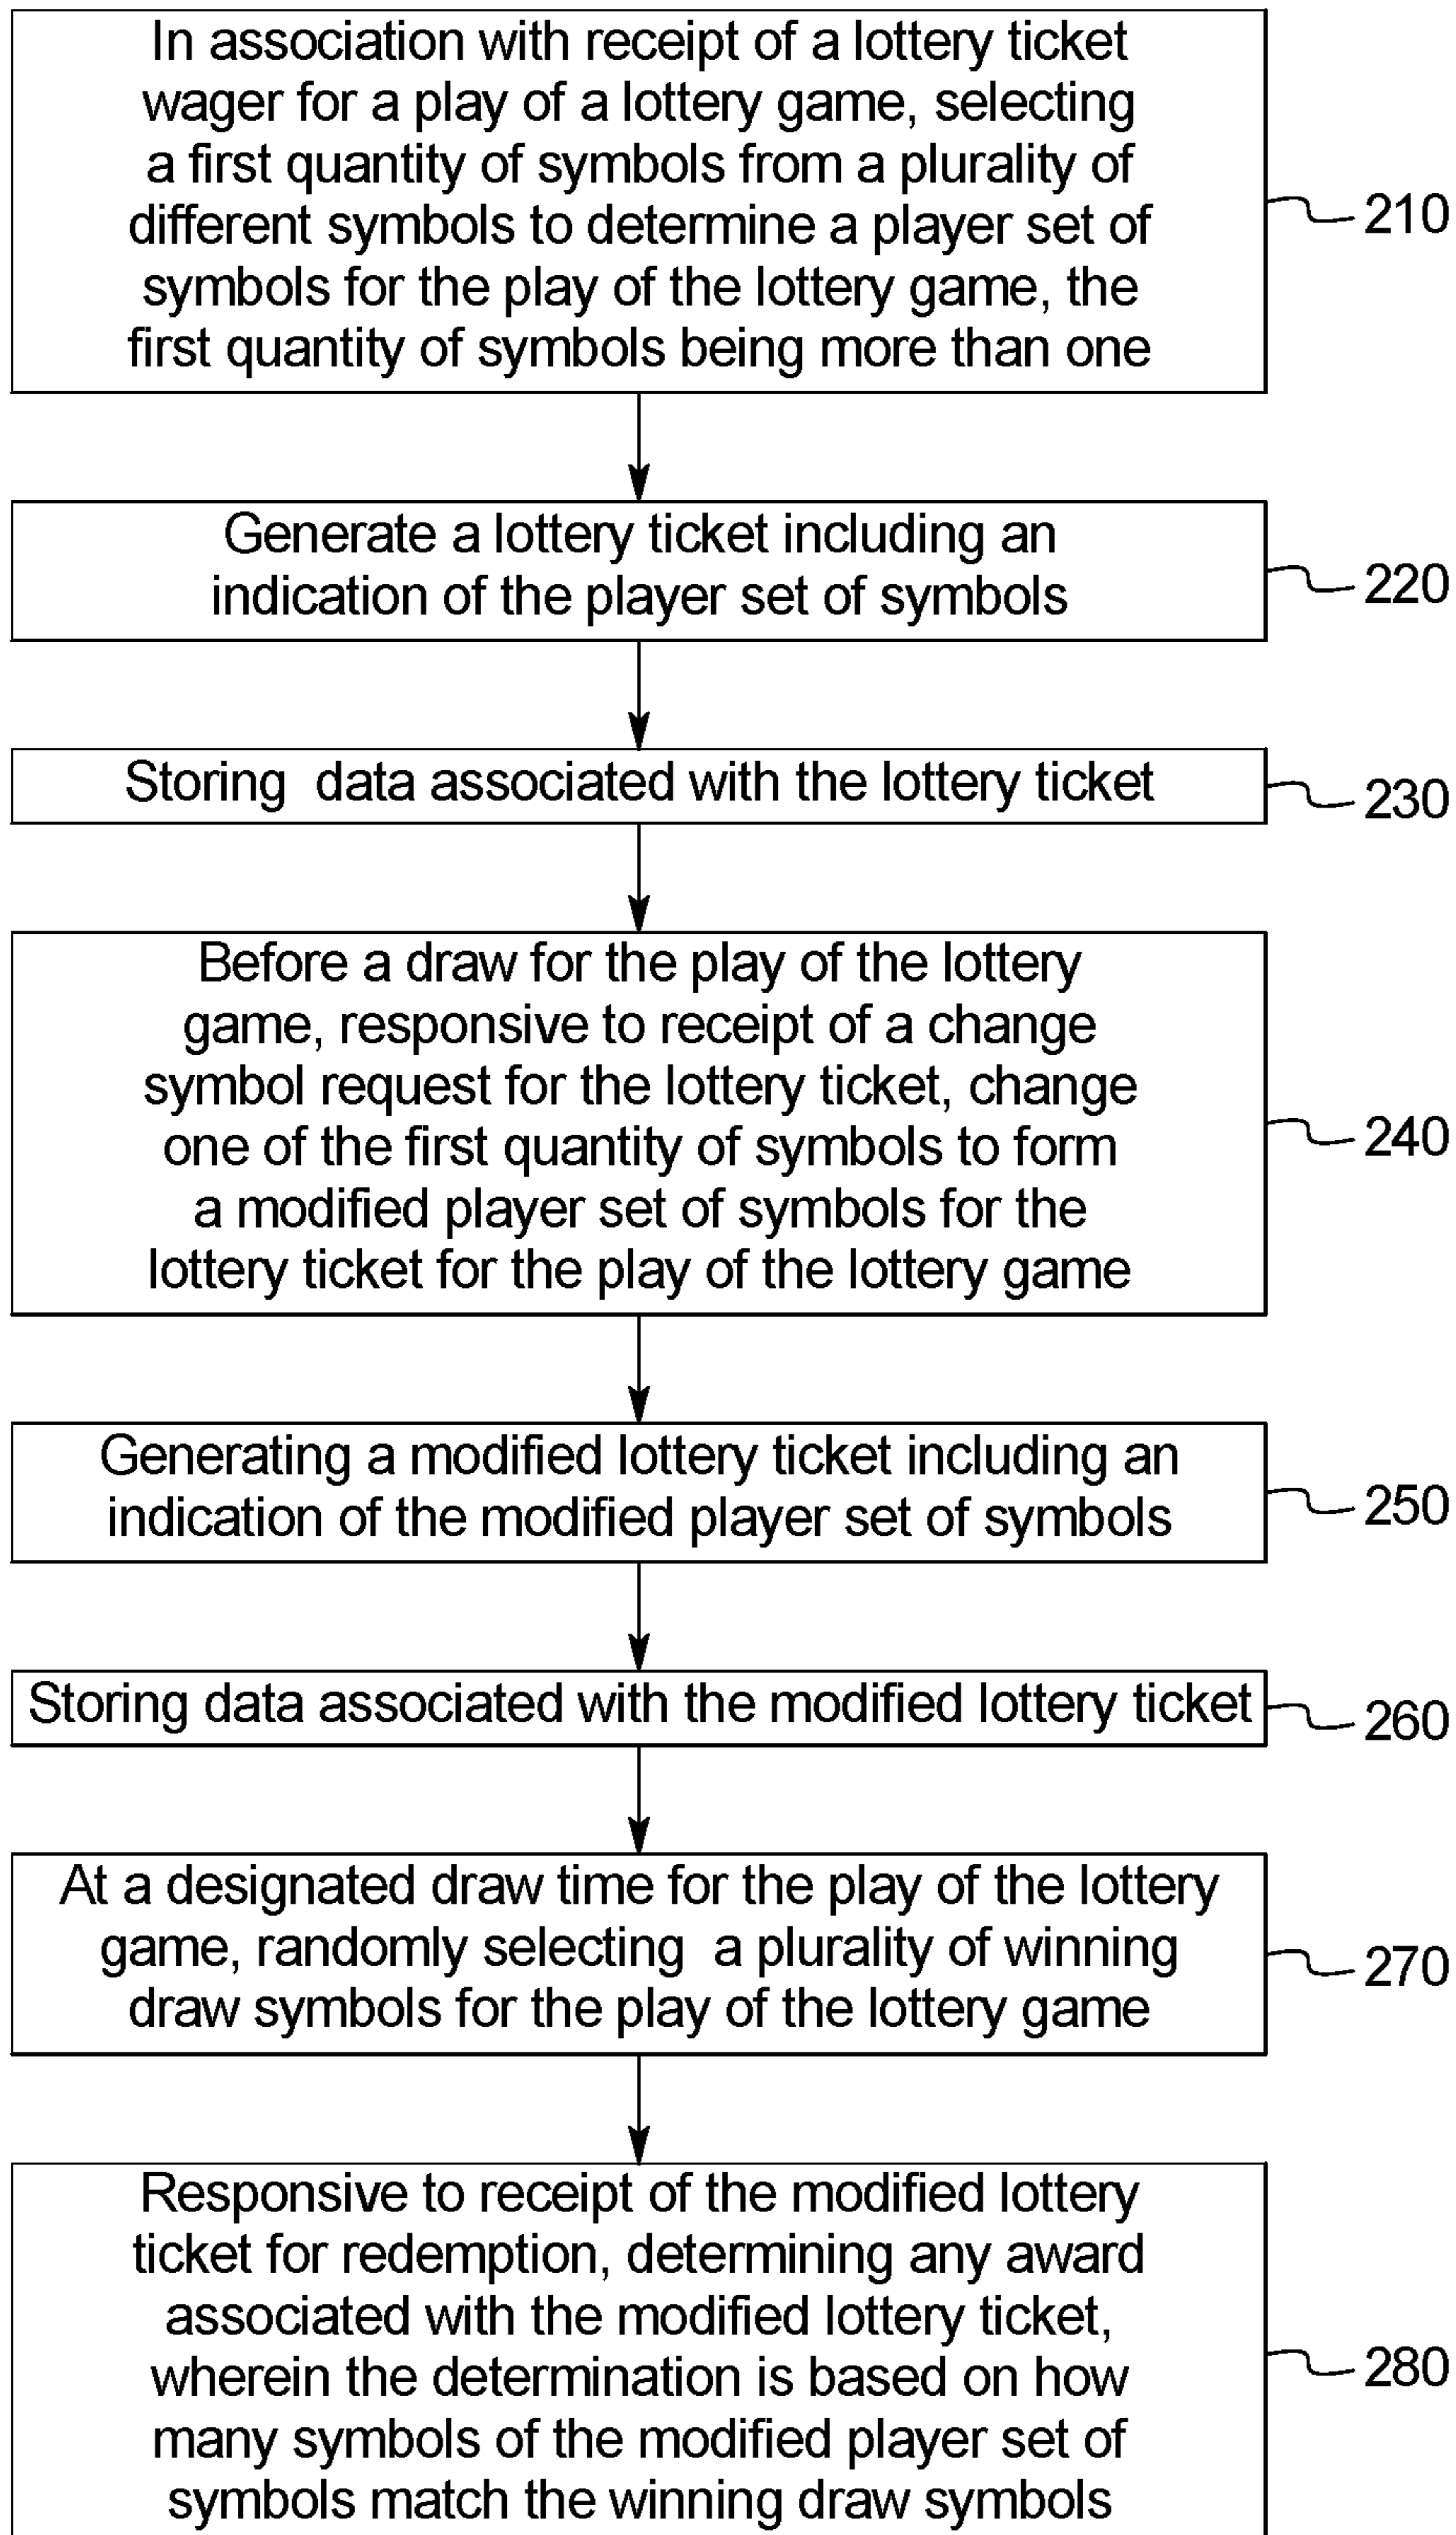 In association with receipt of a lottery ticket
wager for a play of a lottery game, selecting
a first quantity of symbols from a plurality of
different symbols to determine a player set of
symbols for the play of the lottery game, the
first quantity of symbols being more than one
210
Generate a lottery ticket including an
indication of the player set of symbols
220
Storing data associated with the lottery ticket
230
Before a draw for the play of the lottery
game, responsive to receipt of a change
symbol request for the lottery ticket, change
one of the first quantity of symbols to form
a modified player set of symbols for the
lottery ticket for the play of the lottery game
240
Generating a modified lottery ticket including an
indication of the modified player set of symbols
250
Storing data associated with the modified lottery ticket
260
At a designated draw time for the play of the lottery
game, randomly selecting a plurality of winning
draw symbols for the play of the lottery game
270
Responsive to receipt of the modified lottery
ticket for redemption, determining any award
associated with the modified lottery ticket,
wherein the determination is based on how
many symbols of the modified player set of
symbols match the winning draw symbols
280